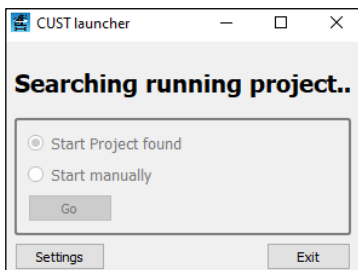 CUST launcher
Searching running project..
Start Project found
Start manually
Go
Settings
Exit